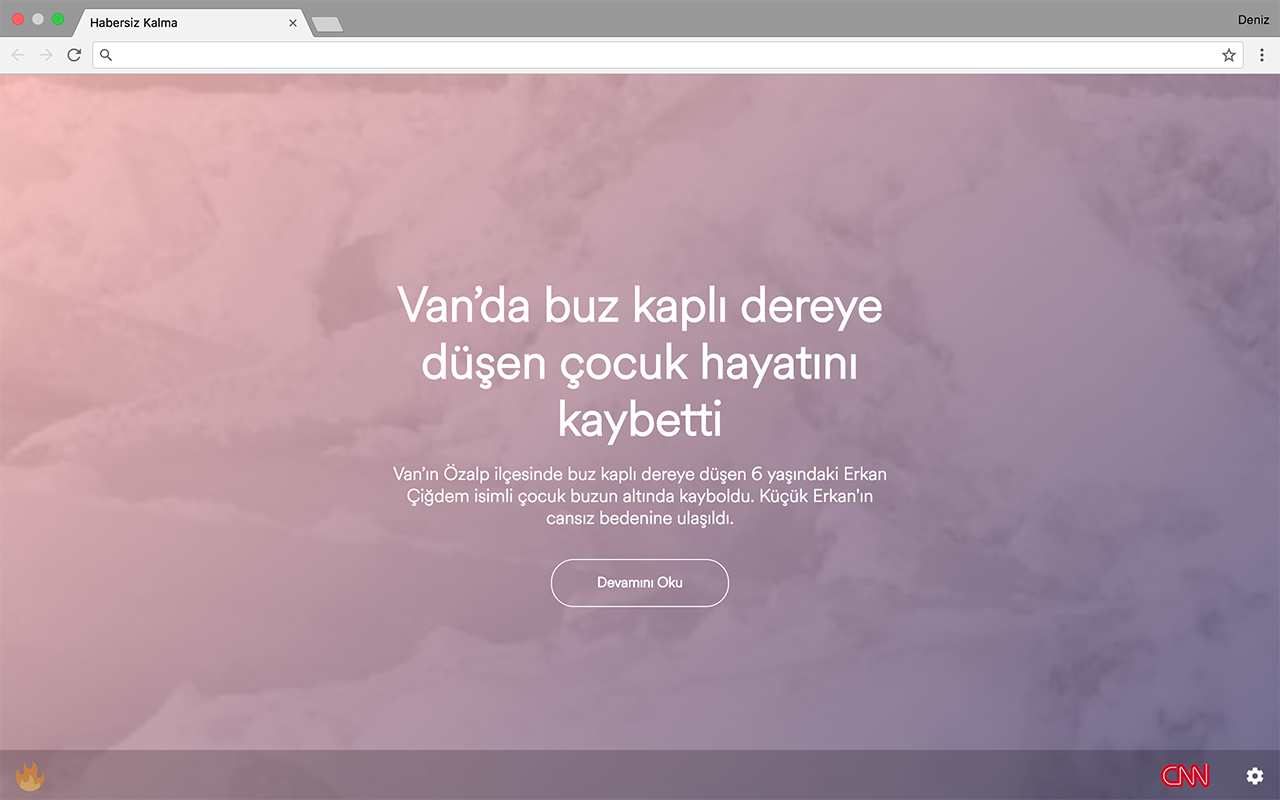 Habersiz Kalma
Deniz
Van’da buz kaplı dereye
düşen çocuk hayatını
kaybetti
Van’ın Özalp ilçesinde buz kaplı dereye düşen 6 yaşındaki Erkan
Çiğdem isimli çocuk buzun altında kayboldu. Küçük Erkan'ın
cansız bedenine ulaşıldı.
Devamını Oku
CNN